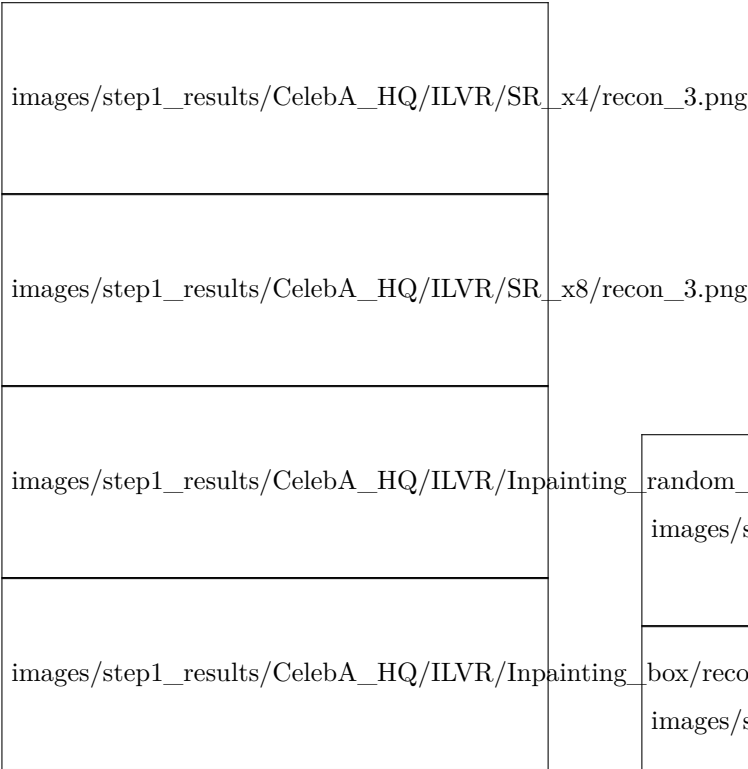 images/step1_results/CelebA_HQ/ILVR/SR_x4/recon_3.png
images/step1_results/CelebA_HQ/ILVR/SR_x8/recon_3.png
images/step1_results/CelebA_HQ/ILVR/Inpainting_random_
images/s
images/step1_results/CelebA_HQ/ILVR/Inpainting_box/reco
images/s